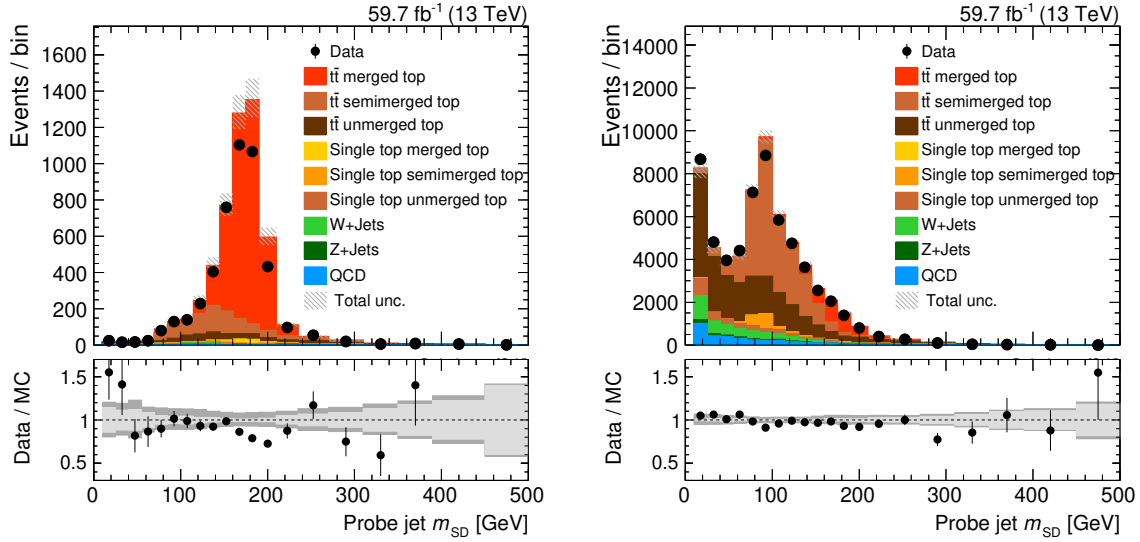 59.7 fb⁻¹ (13 TeV)
Events / bin
1600
1400
1200
1000
800
600
400
200
0
Data
tt̄ merged top
tt̄ semimerged top
tt̄ unmerged top
Single top merged top
Single top semimerged top
Single top unmerged top
W+Jets
Z+Jets
QCD
Total unc.
Data / MC
1.5
1
0.5
0 100 200 300 400 500
Probe jet m_SD [GeV]
59.7 fb⁻¹ (13 TeV)
Events / bin
14000
12000
10000
8000
6000
4000
2000
0
Data
tt̄ merged top
tt̄ semimerged top
tt̄ unmerged top
Single top merged top
Single top semimerged top
Single top unmerged top
W+Jets
Z+Jets
QCD
Total unc.
Data / MC
1.5
1
0.5
0 100 200 300 400 500
Probe jet m_SD [GeV]